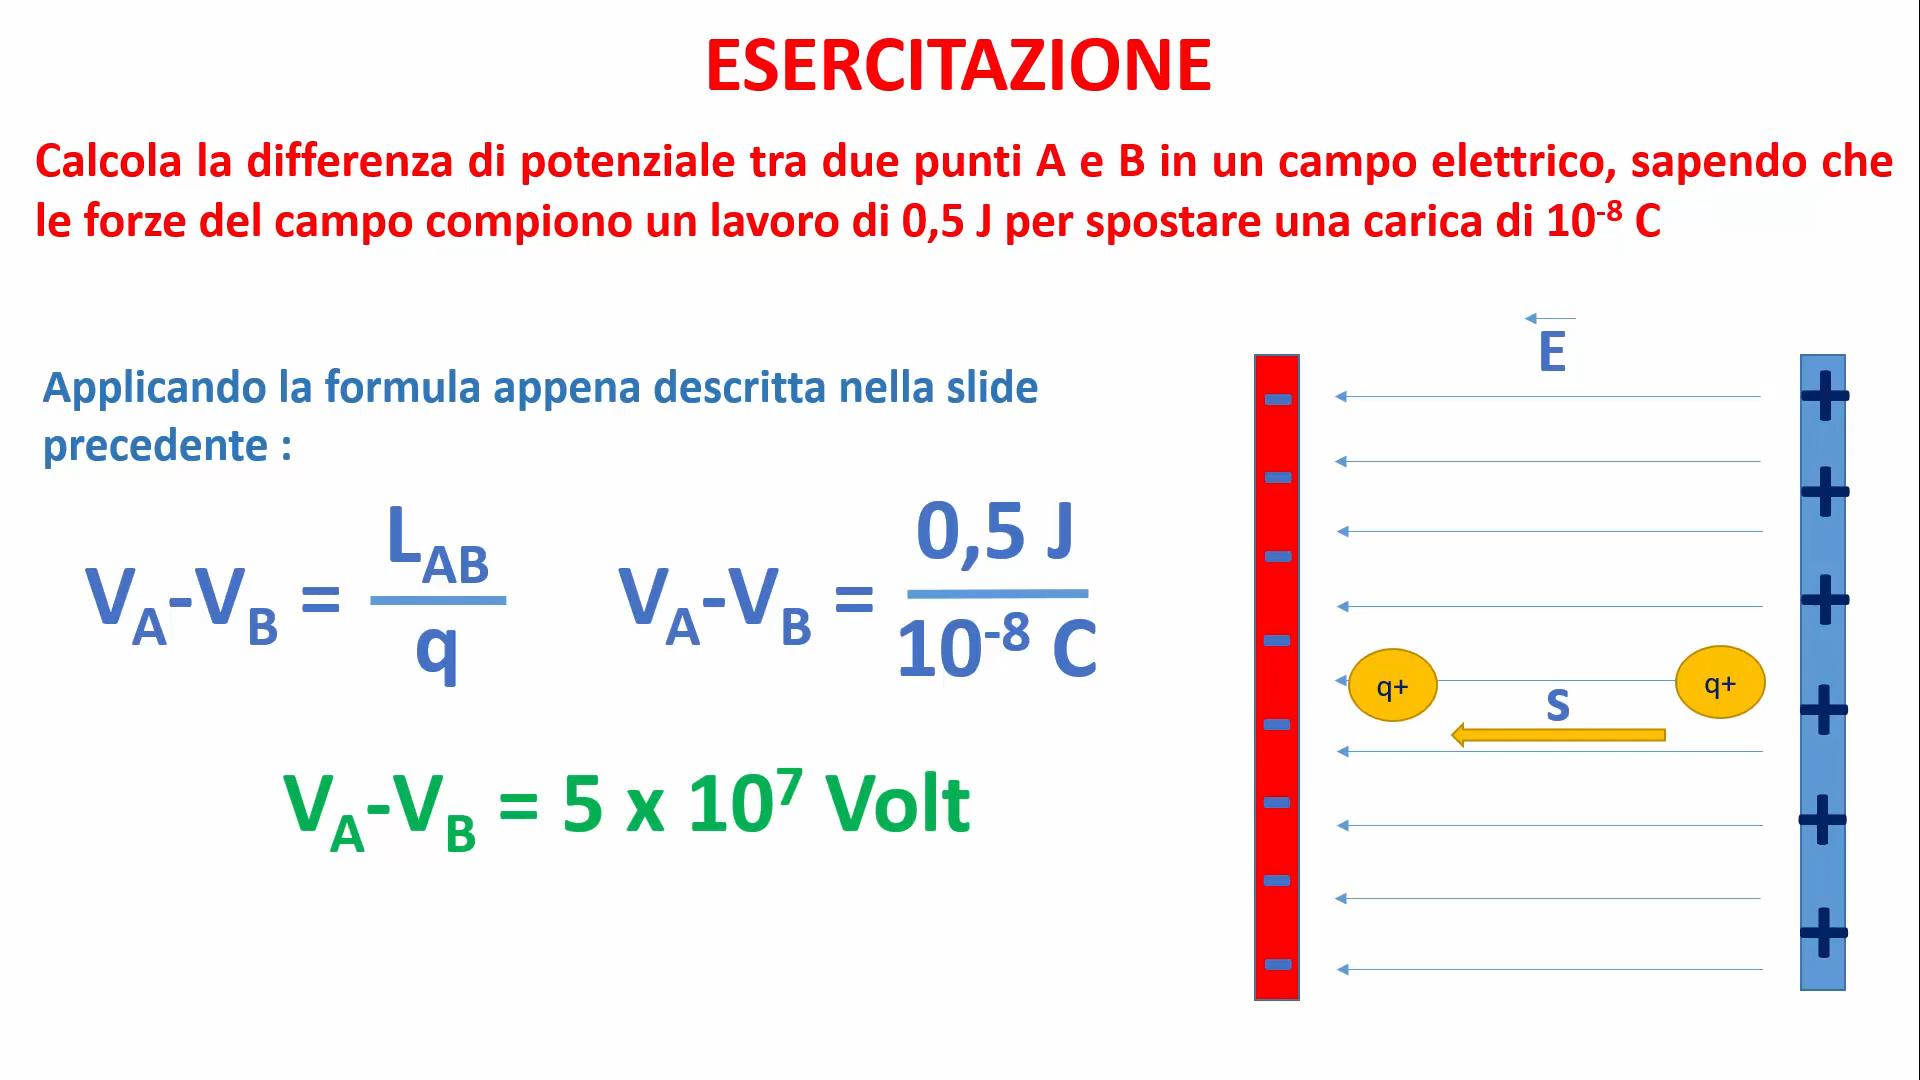 ESERCITAZIONE
Calcola la differenza di potenziale tra due punti A e B in un campo elettrico, sapendo che
le forze del campo compiono un lavoro di 0,5 J per spostare una carica di 10⁻⁸ C
E
Applicando la formula appena descritta nella slide
precedente :
V_A-V_B = L_AB / q
V_A-V_B = 0,5 J / 10⁻⁸ C
q+
q+
s
V_A-V_B = 5 x 10⁷ Volt
- - - - - - - -
+ + + + + +